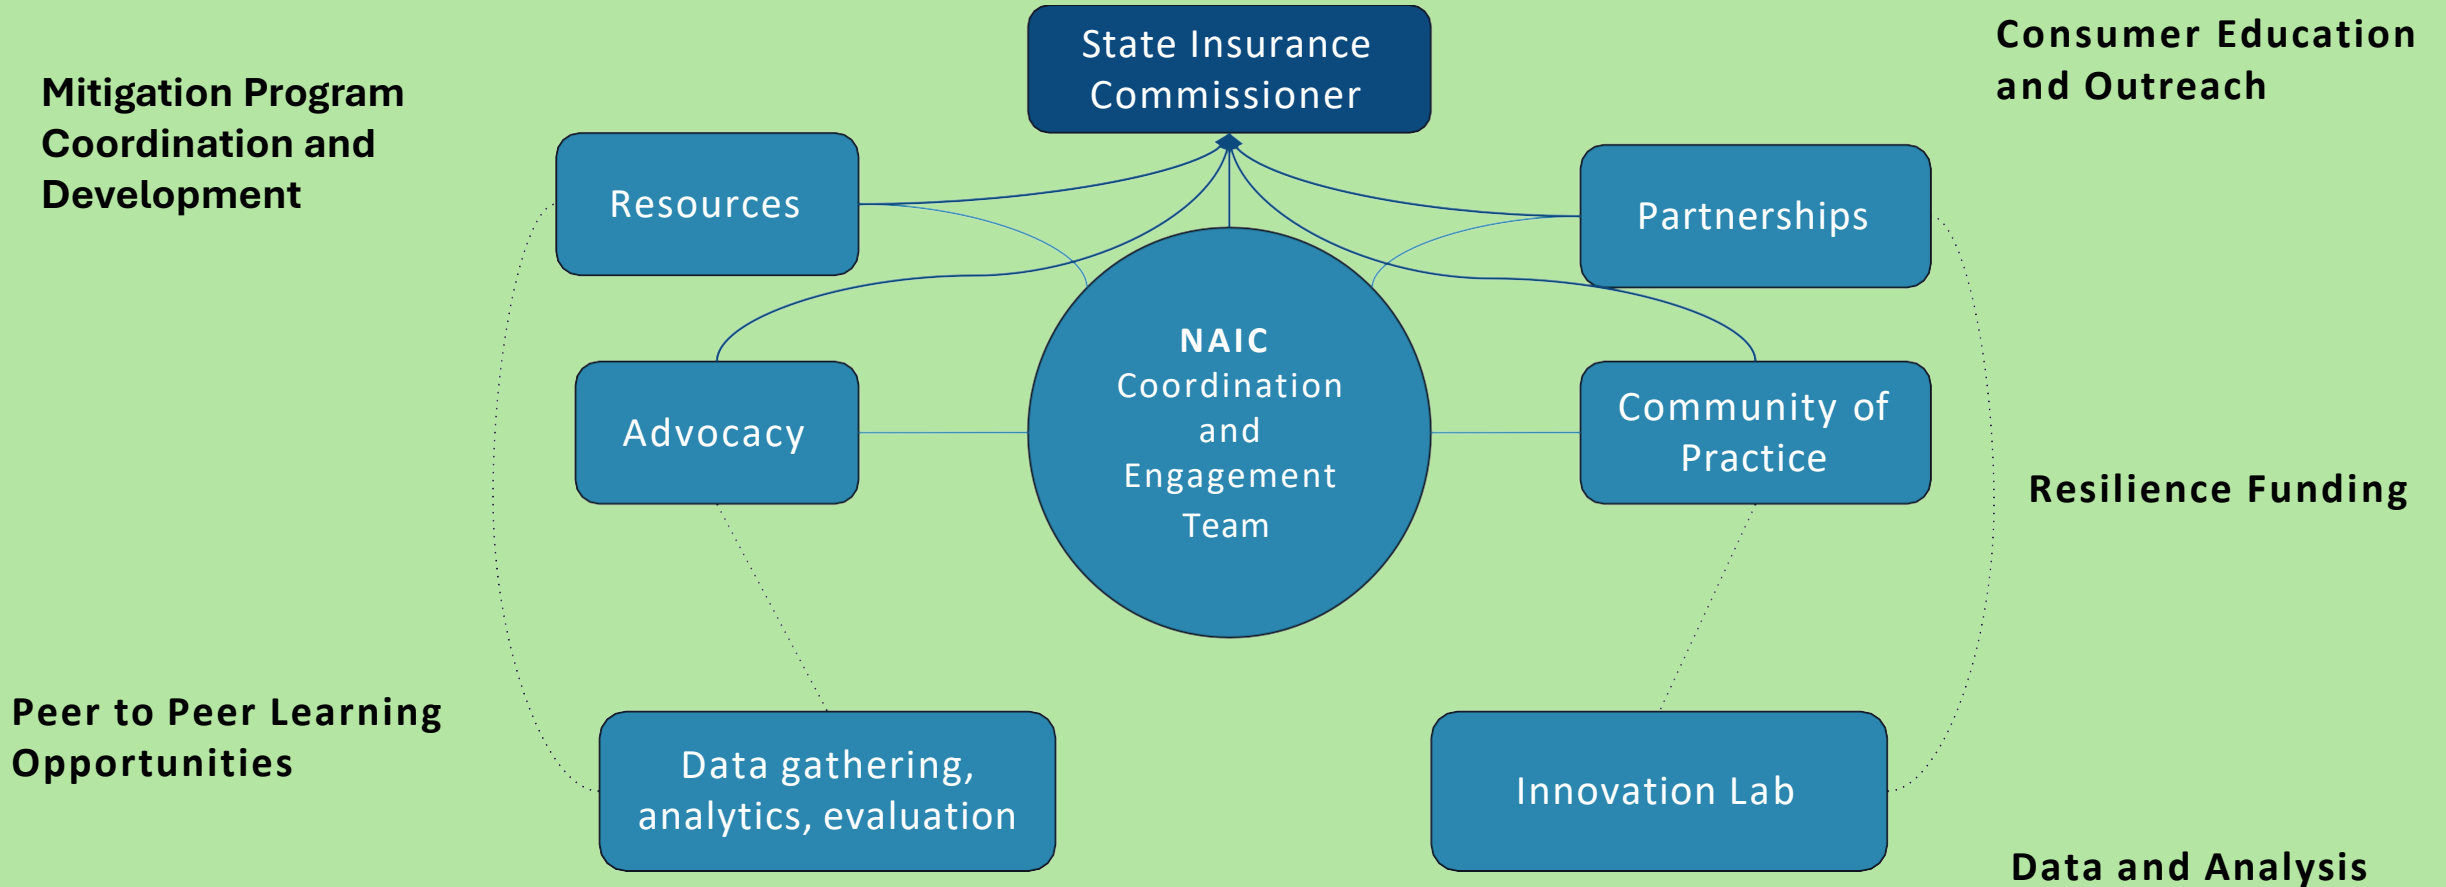 State Insurance
Commissioner
Consumer Education
and Outreach
Mitigation Program
Coordination and
Development
Resources
Partnerships
NAIC
Coordination
and
Engagement
Team
Advocacy
Community of
Practice
Resilience Funding
Peer to Peer Learning
Opportunities
Data gathering,
analytics, evaluation
Innovation Lab
Data and Analysis